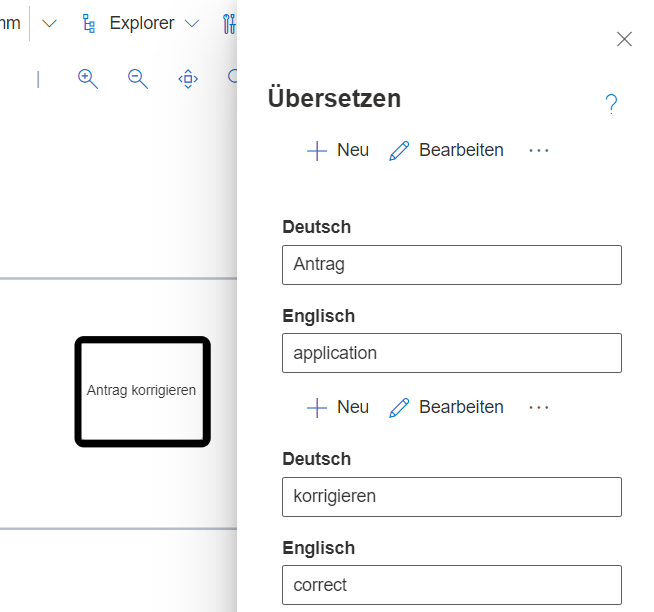 mm
Explorer
Übersetzen
?
Neu Bearbeiten ...
Deutsch
Antrag
Englisch
application
Neu Bearbeiten ...
Antrag korrigieren
Deutsch
korrigieren
Englisch
correct